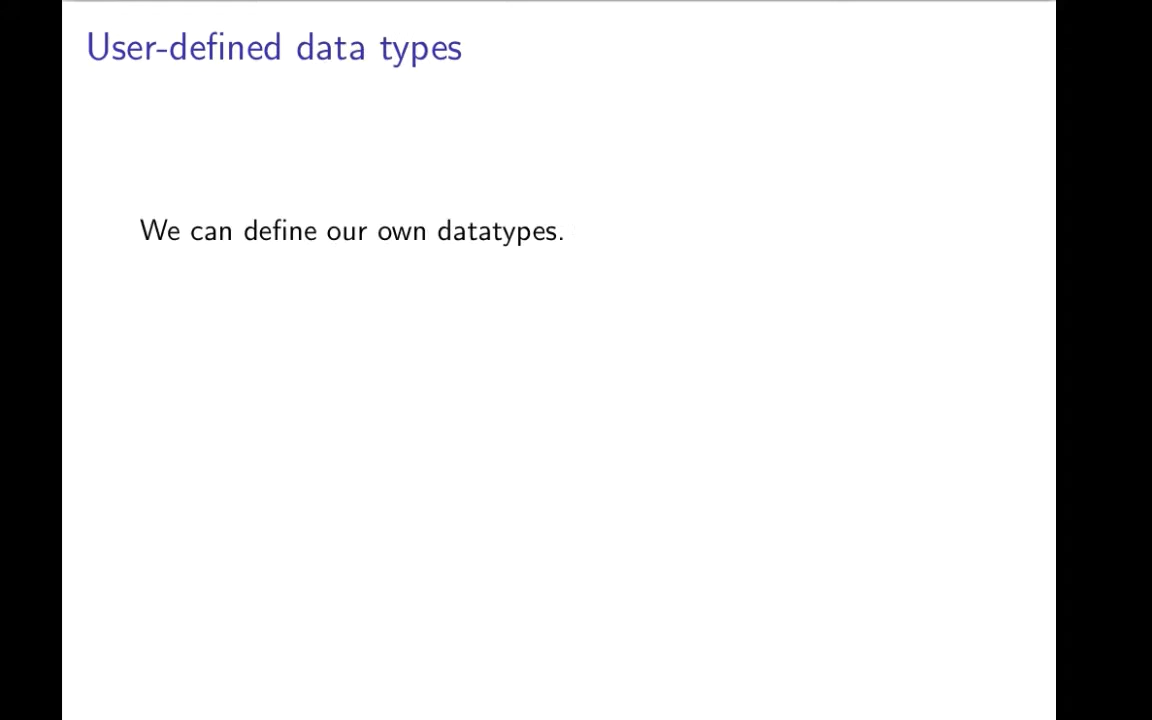 User-defined data types
We can define our own datatypes.